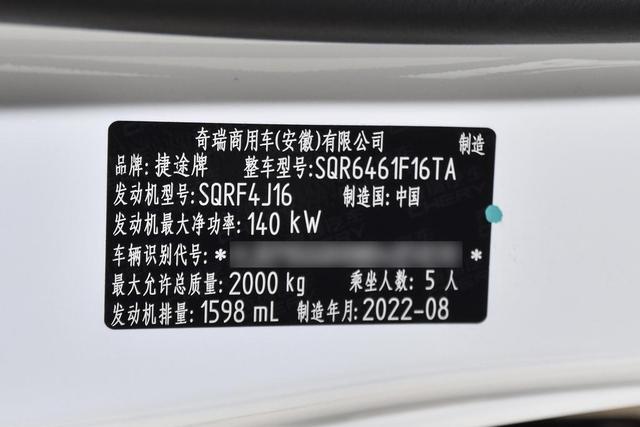 奇瑞商用车(安徽)有限公司 制造
品牌: 捷途牌 整车型号:SQR6461F16TA
发动机型号:SQRF4J16 制造国:中国
发动机最大净功率:140 kW
车辆识别代号:* *
最大允许总质量:2000 kg 乘坐人数:5 人
发动机排量:1598 mL 制造年月:2022-08